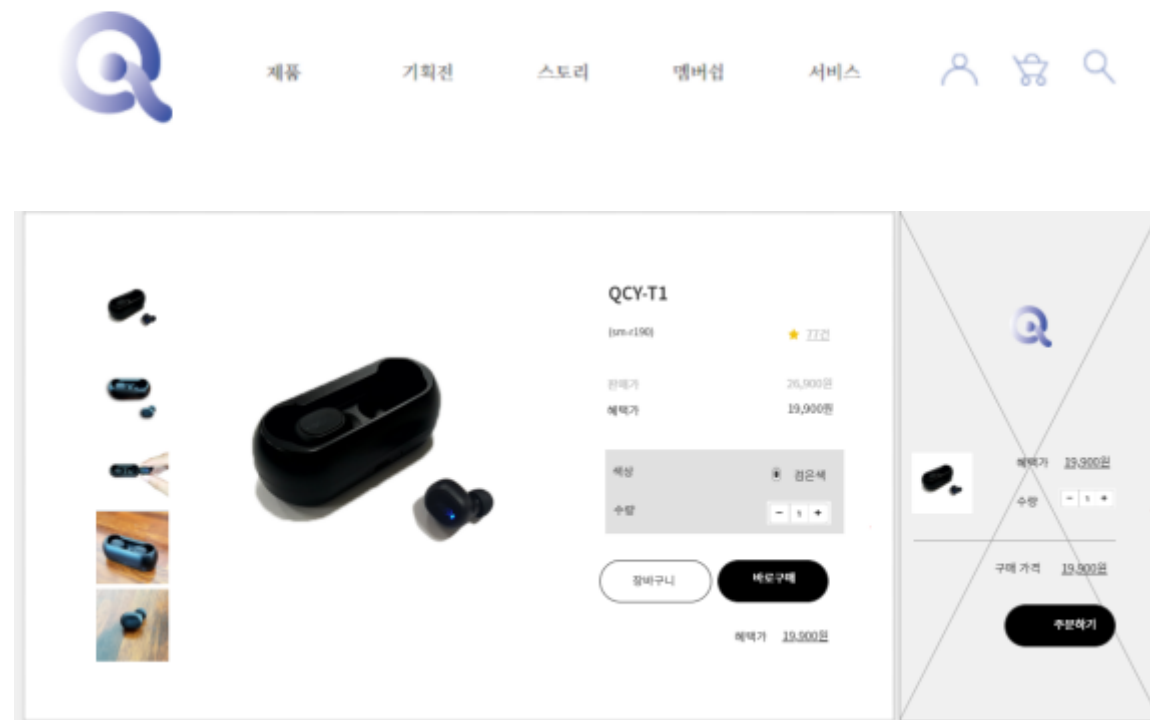 제품 기획전 스토리 멤버쉽 서비스
QCY-T1
(sm-r190) 77건
판매가 26,900원
혜택가 19,900원
색상 검은색
수량 - 1 +
장바구니 바로구매
혜택가 19,900원
혜택가 19,900원
수량 - 1 +
구매 가격 19,900원
주문하기